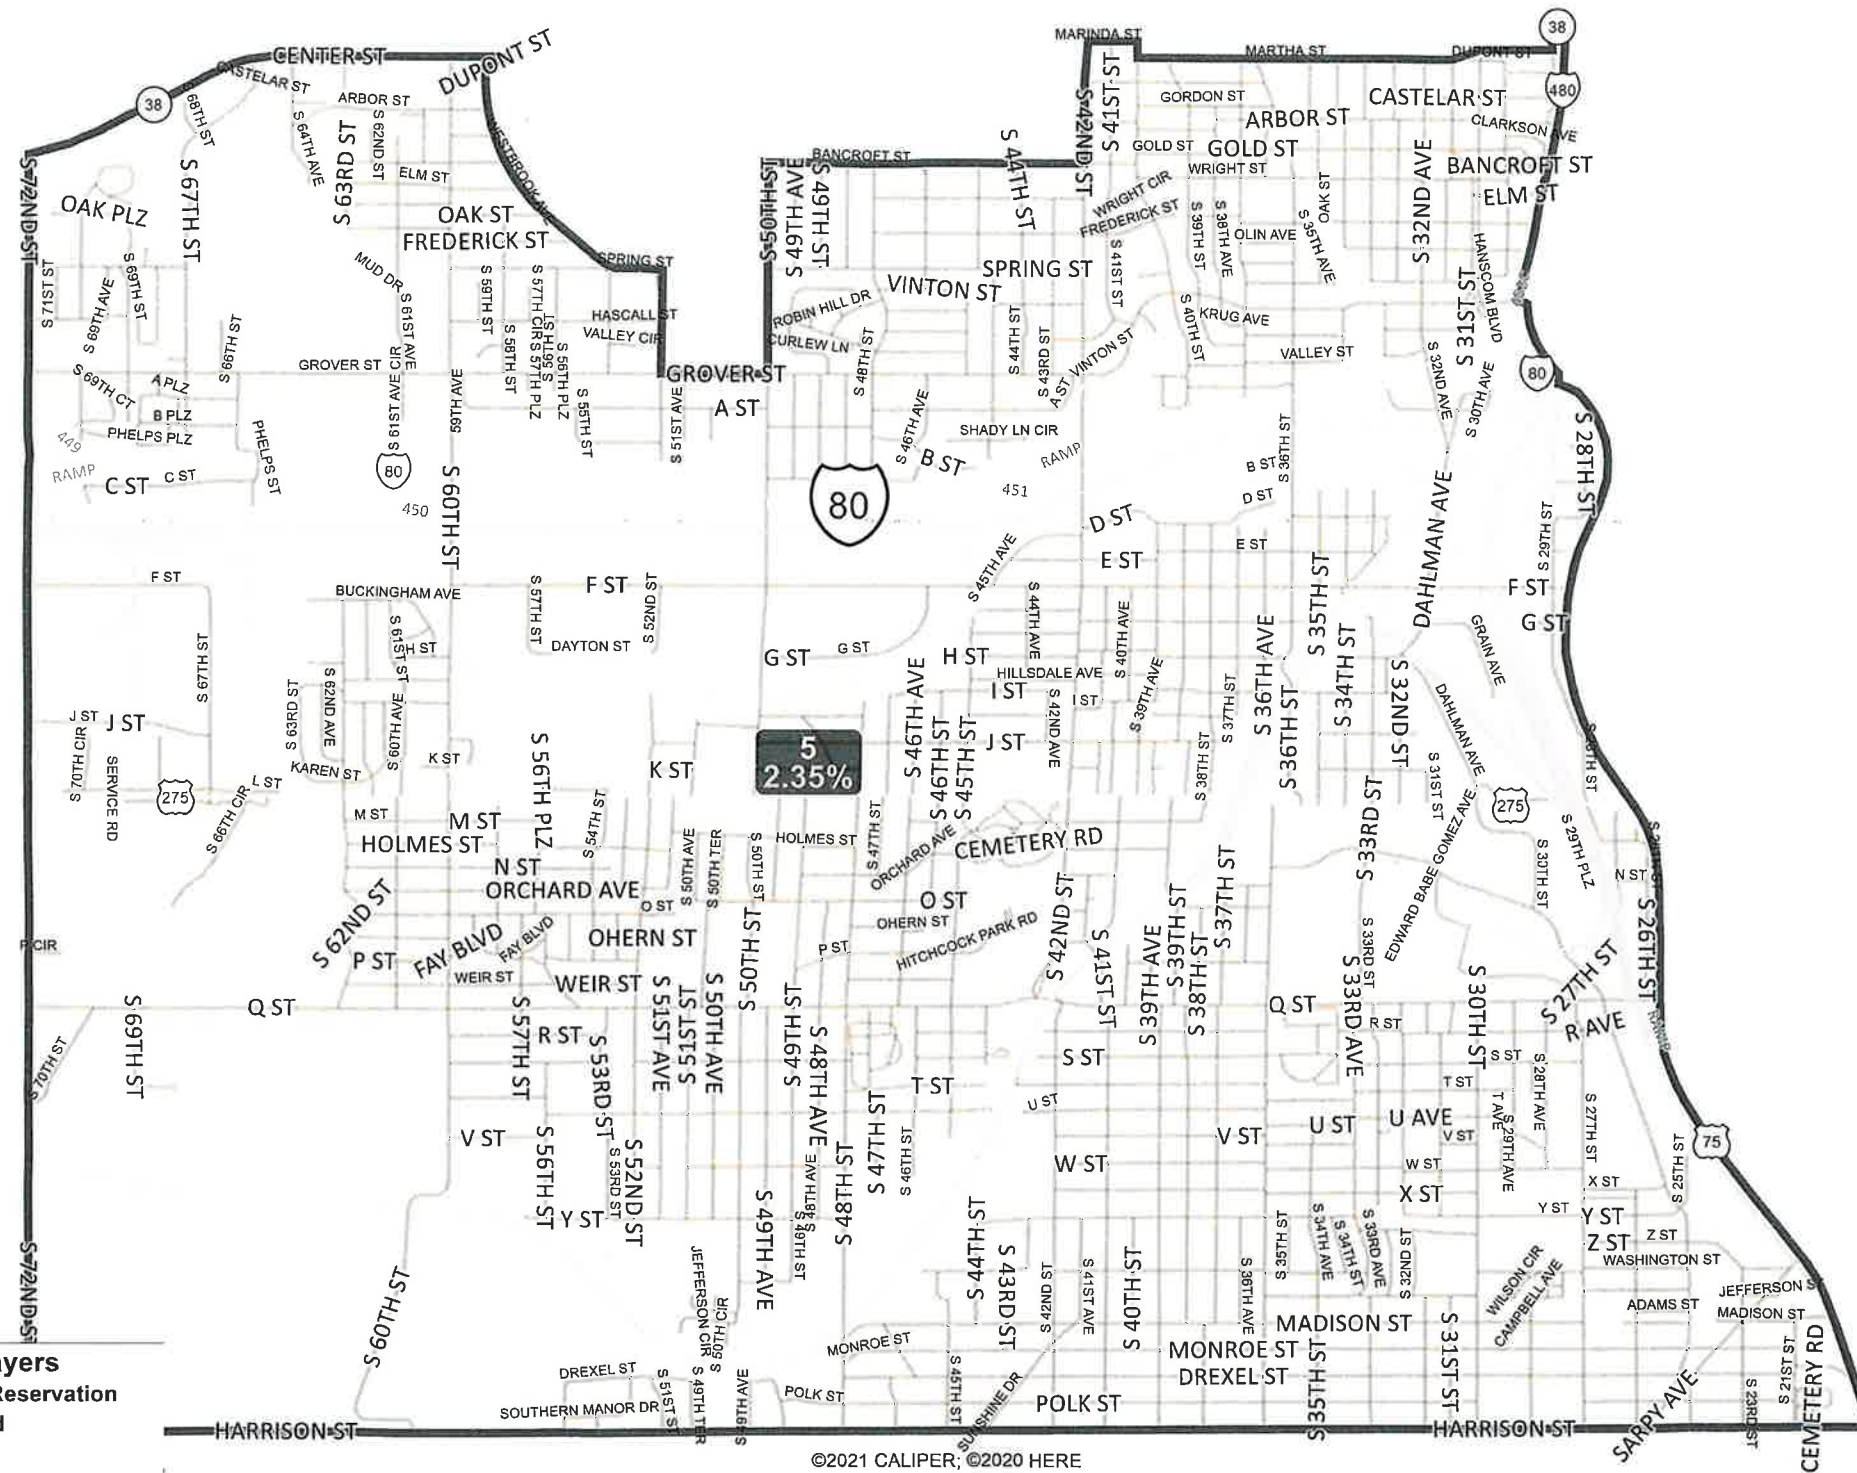 MARINDA ST
38
CENTER ST
DUPONT ST
MARTHA ST
DUPONT ST
CASTELAR ST
ARBOR ST
S 41ST ST
480
38
S 68TH ST
S 64TH AVE
S 63RD ST
S 62ND ST
WESTBROOK AVE
S 42ND ST
GORDON ST
CASTELAR ST
ARBOR ST
CLARKSON AVE
S 72ND ST
S 67TH ST
ELM ST
S 50TH ST
S 49TH AVE
S 49TH ST
BANCROFT ST
S 44TH ST
GOLD ST
GOLD ST
WRIGHT ST
S 32ND AVE
BANCROFT ST
ELM ST
OAK PLZ
OAK ST
FREDERICK ST
WRIGHT CIR
FREDERICK ST
S 39TH ST
S 38TH AVE
OLIN AVE
OAK ST
S 35TH AVE
HANSCOM BLVD
S 71ST ST
S 69TH AVE
S 69TH ST
MUD DR
S 61ST AVE
S 59TH ST
S 57TH CIR
SPRING ST
SPRING ST
VINTON ST
S 41ST ST
S 31ST ST
HASCALL ST
VALLEY CIR
ROBIN HILL DR
CURLEW LN
S 40TH ST
KRUG AVE
S 66TH ST
S 58TH ST
S 57TH PLZ
S 56TH ST
S 56TH PLZ
S 48TH ST
S 44TH ST
S 43RD ST
VINTON ST
VALLEY ST
S 32ND AVE
S 30TH AVE
80
GROVER ST
S 61ST AVE CIR
59TH AVE
GROVER ST
A ST
A ST
S 69TH CT
A PLZ
B PLZ
PHELPS PLZ
PHELPS ST
S 55TH ST
S 51ST AVE
S 46TH AVE
SHADY LN CIR
S 36TH ST
S 28TH ST
449
RAMP
C ST
C ST
80
450
S 60TH ST
80
B ST
RAMP
451
B ST
D ST
D ST
DAHLMAN AVE
S 29TH ST
E ST
E ST
S 45TH AVE
S 35TH ST
F ST
BUCKINGHAM AVE
S 57TH ST
F ST
S 52ND ST
S 44TH AVE
S 40TH AVE
F ST
G ST
S 67TH ST
S 61ST ST
H ST
DAYTON ST
G ST
G ST
S 46TH AVE
H ST
HILLSDALE AVE
I ST
I ST
S 39TH AVE
S 37TH ST
S 36TH AVE
S 34TH ST
S 32ND ST
GRAIN AVE
S 63RD ST
S 62ND AVE
S 60TH AVE
S 42ND AVE
S 36TH ST
DAHLMAN AVE
S 28TH ST
J ST
J ST
S 70TH CIR
SERVICE RD
KAREN ST
K ST
S 56TH PLZ
K ST
5
2.35%
S 46TH ST
S 45TH ST
J ST
S 38TH ST
S 31ST ST
275
275
S 66TH CIR
L ST
M ST
M ST
HOLMES ST
S 54TH ST
S 50TH AVE
S 50TH TER
S 50TH ST
HOLMES ST
S 47TH ST
ORCHARD AVE
CEMETERY RD
S 33RD ST
EDWARD BABE GOMEZ AVE
S 30TH ST
S 29TH PLZ
N ST
N ST
ORCHARD AVE
O ST
O ST
S 42ND ST
S 39TH ST
S 37TH ST
S 26TH ST
S 62ND ST
FAY BLVD
FAY BLVD
OHERN ST
OHERN ST
HITCHCOCK PARK RD
S 50TH ST
P ST
S 33RD ST
S 27TH ST
P CIR
P ST
WEIR ST
WEIR ST
S 41ST ST
S 39TH AVE
S 38TH ST
S 33RD AVE
S 30TH ST
R AVE
Q ST
S 69TH ST
S 70TH ST
S 57TH ST
R ST
S 53RD ST
S 51ST AVE
S 51ST ST
S 50TH AVE
S 49TH ST
S 48TH AVE
Q ST
R ST
S ST
S ST
T ST
T ST
T AVE
S 28TH AVE
S 27TH ST
U ST
U ST
U AVE
S 47TH ST
S 46TH ST
V ST
V ST
V ST
S 29TH AVE
75
S 56TH ST
S 53RD ST
S 52ND ST
S 48TH AVE
S 48TH ST
W ST
W ST
X ST
X ST
S 25TH ST
Y ST
Y ST
Y ST
Z ST
Z ST
WASHINGTON ST
S 72ND ST
S 60TH ST
JEFFERSON CIR
S 50TH CIR
S 49TH AVE
S 49TH ST
S 44TH ST
S 43RD ST
S 42ND ST
S 41ST AVE
S 40TH ST
S 36TH AVE
S 35TH ST
S 34TH AVE
S 34TH ST
S 33RD AVE
S 32ND ST
WILSON CIR
CAMPBELL AVE
JEFFERSON S
ADAMS ST
MADISON ST
MADISON ST
MONROE ST
MONROE ST
DREXEL ST
S 31ST ST
S 35TH ST
DREXEL ST
SOUTHERN MANOR DR
S 51ST ST
S 49TH TER
S 49TH AVE
POLK ST
S 45TH ST
SUNSHINE DR
POLK ST
SARPY AVE
S 23RD ST
S 21ST ST
CEMETERY RD
ayers
Reservation
HARRISON ST
HARRISON ST
©2021 CALIPER; ©2020 HERE